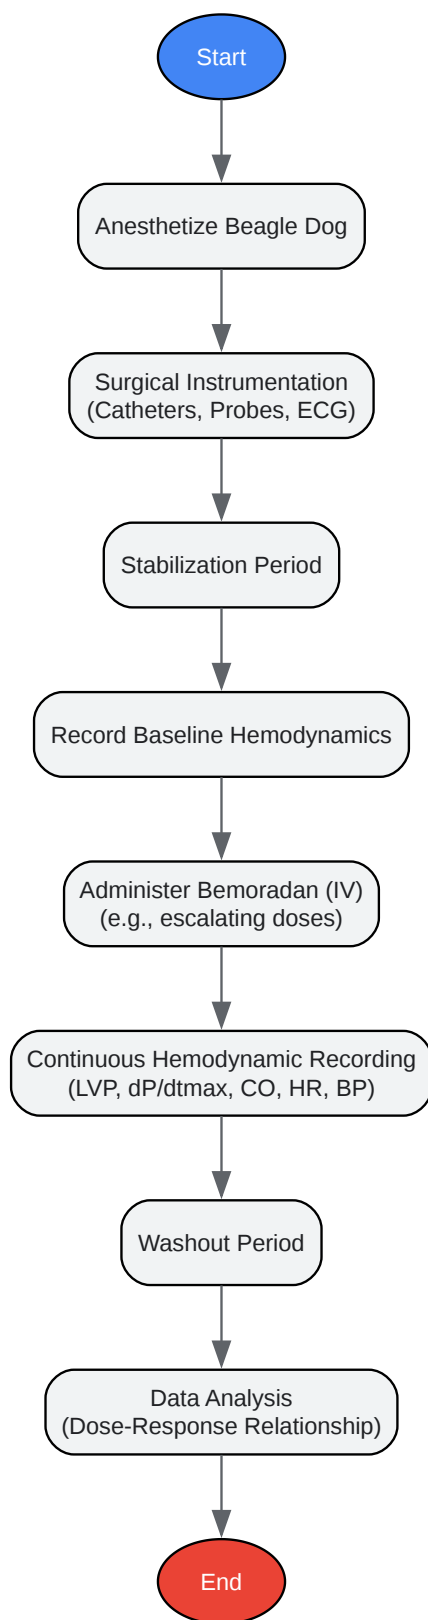 Start
Anesthetize Beagle Dog
Surgical Instrumentation
(Catheters, Probes, ECG)
Stabilization Period
Record Baseline Hemodynamics
Administer Bemoradan (IV)
(e.g., escalating doses)
Continuous Hemodynamic Recording
(LVP, dP/dtmax, CO, HR, BP)
Washout Period
Data Analysis
(Dose-Response Relationship)
End